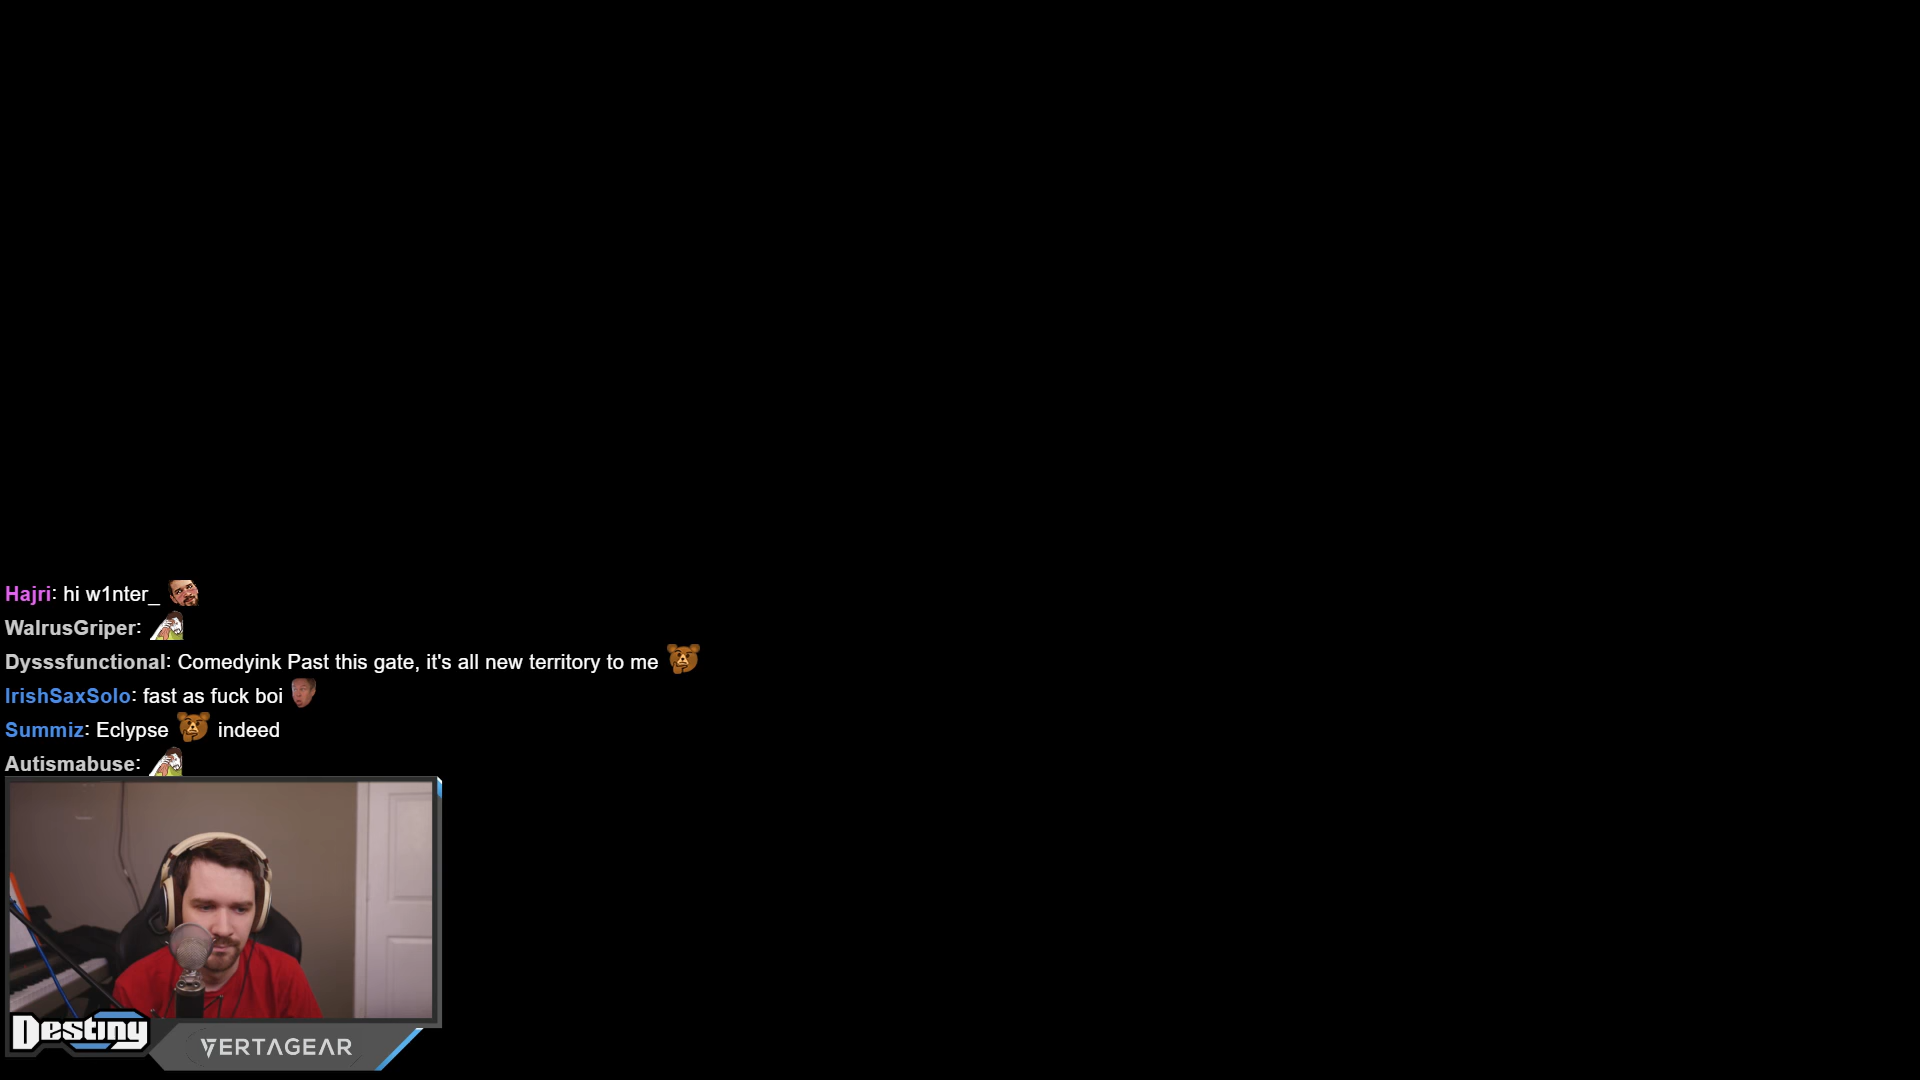 Hajri: hi w1nter_
WalrusGriper:
Dysssfunctional: Comedyink Past this gate, it's all new territory to me
IrishSaxSolo: fast as fuck boi
Summiz: Eclypse indeed
Autismabuse:
Destiny
VERTAGEAR